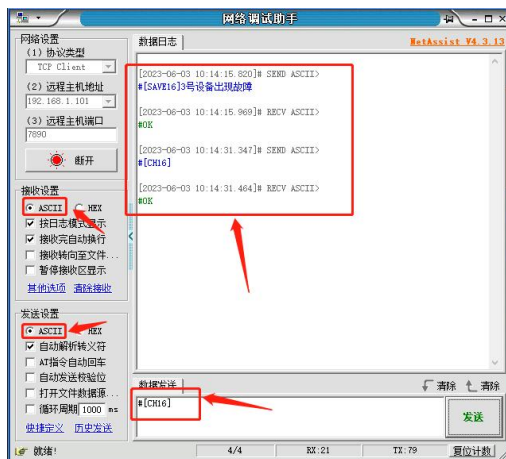 网络调试助手
网络设置
(1) 协议类型
TCP Client
(2) 远程主机地址
192.168.1.101
(3) 远程主机端口
7890
断开
接收设置
ASCII HEX
按日志模式显示
接收完自动换行
接收转向至文件...
暂停接收区显示
其他选项 清除接收
发送设置
ASCII HEX
自动解析转义符
AT指令自动回车
自动发送校验位
打开文件数据源...
循环周期 1000 ms
快捷定义 历史发送
数据日志 NetAssist V4.3.13
[2023-06-03 10:14:15.820]# SEND ASCII>
#[SAVE16]3号设备出现故障
[2023-06-03 10:14:15.969]# RECV ASCII>
#OK
[2023-06-03 10:14:31.347]# SEND ASCII>
#[CH16]
[2023-06-03 10:14:31.464]# RECV ASCII>
#OK
数据发送 清除 清除
#[CH16]
发送
就绪! 4/4 RX:21 TX:79 复位计数